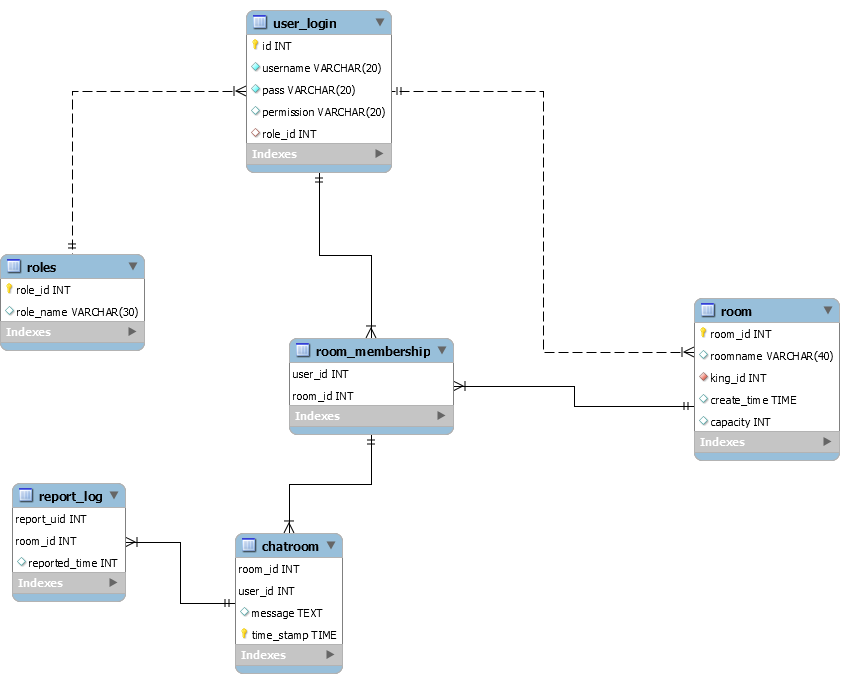 user_login
id INT
username VARCHAR(20)
pass VARCHAR(20)
permission VARCHAR(20)
role_id INT
Indexes
roles
role_id INT
role_name VARCHAR(30)
Indexes
room
room_id INT
roomname VARCHAR(40)
king_id INT
create_time TIME
capacity INT
Indexes
room_membership
user_id INT
room_id INT
Indexes
report_log
report_uid INT
room_id INT
reported_time INT
Indexes
chatroom
room_id INT
user_id INT
message TEXT
time_stamp TIME
Indexes